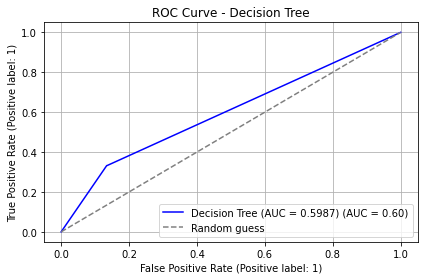 ROC Curve - Decision Tree
True Positive Rate (Positive label: 1)
1.0
0.8
0.6
0.4
0.2
0.0
Decision Tree (AUC = 0.5987) (AUC = 0.60)
Random guess
0.0 0.2 0.4 0.6 0.8 1.0
False Positive Rate (Positive label: 1)